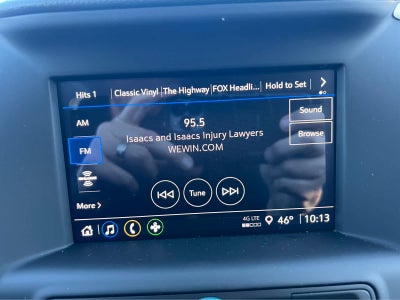 Hits 1 Classic Vinyl The Highway FOX Headli... Hold to Set
AM
95.5
Sound
Isaacs and Isaacs Injury Lawyers
Browse
FM
WEWIN.COM
Tune
More >
4G LTE
46° 10:13